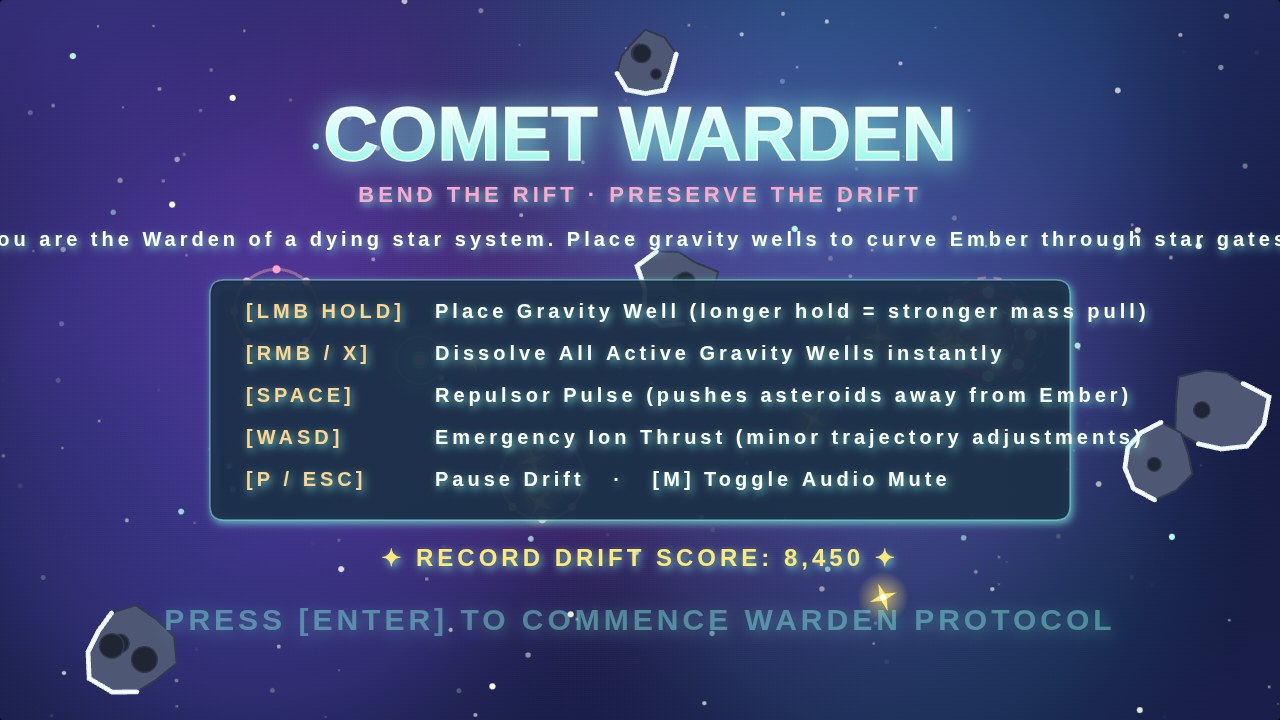 COMET WARDEN
BEND THE RIFT · PRESERVE THE DRIFT
ou are the Warden of a dying star system. Place gravity wells to curve Ember through star gates
[LMB HOLD] Place Gravity Well (longer hold = stronger mass pull)
[RMB / X] Dissolve All Active Gravity Wells instantly
[SPACE] Repulsor Pulse (pushes asteroids away from Ember)
[WASD] Emergency Ion Thrust (minor trajectory adjustments)
[P / ESC] Pause Drift · [M] Toggle Audio Mute
✦ RECORD DRIFT SCORE: 8,450 ✦
PRESS [ENTER] TO COMMENCE WARDEN PROTOCOL